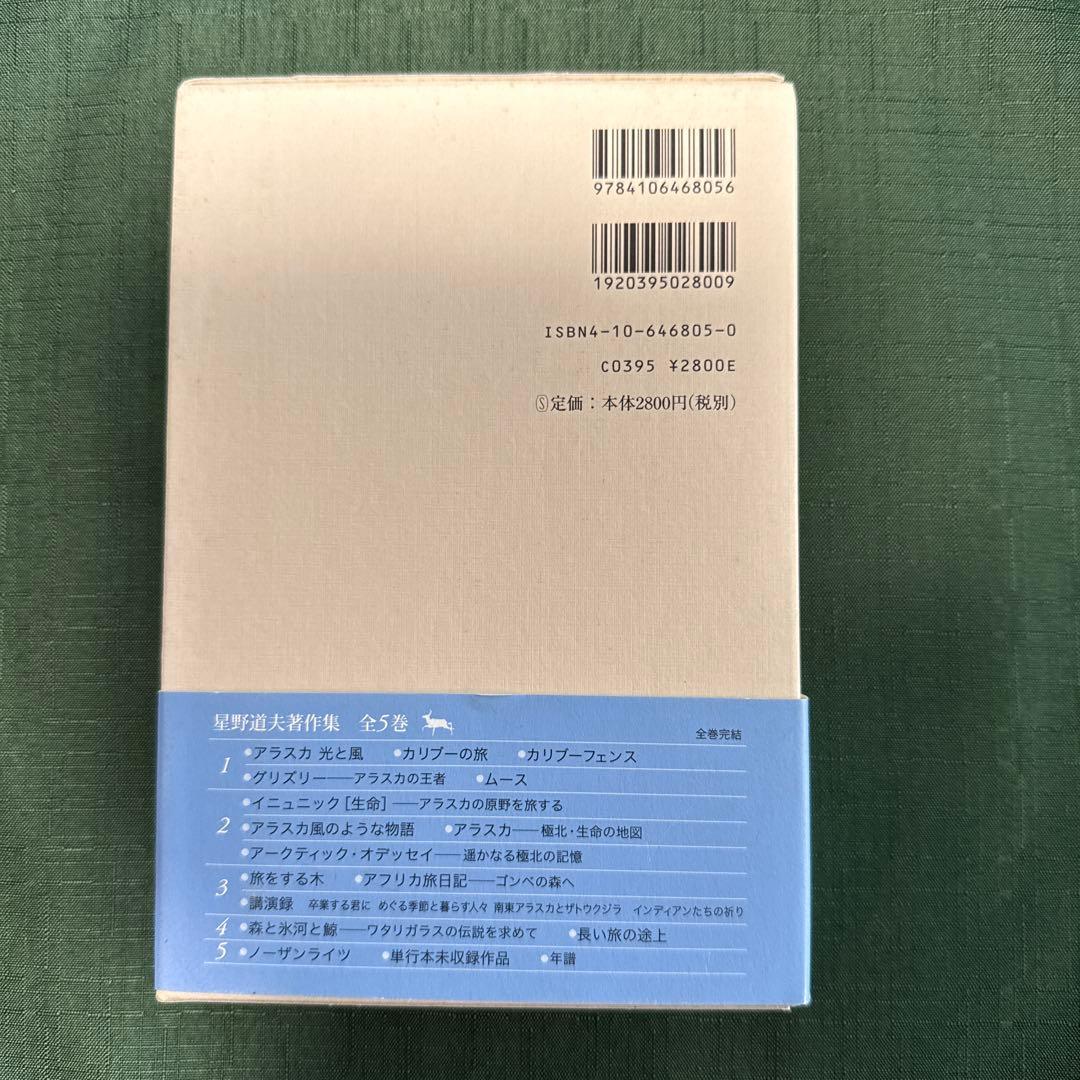 9784106468056
1920395028009
ISBN4-10-646805-0
C0395 ¥2800E
Ⓢ定価：本体2800円(税別)
星野道夫著作集 全5巻
全巻完結
1 ●アラスカ 光と風 ●カリブーの旅 ●カリブーフェンス
●グリズリー──アラスカの王者 ●ムース
2 ●イニュニック［生命］──アラスカの原野を旅する
●アラスカ風のような物語 ●アラスカ──極北・生命の地図
●アークティック・オデッセイ──遥かなる極北の記憶
3 ●旅をする木 ●アフリカ旅日記──ゴンベの森へ
●講演録 卒業する君に めぐる季節と暮らす人々 南東アラスカとザトウクジラ インディアンたちの祈り
4 ●森と氷河と鯨──ワタリガラスの伝説を求めて ●長い旅の途上
5 ●ノーザンライツ ●単行本未収録作品 ●年譜